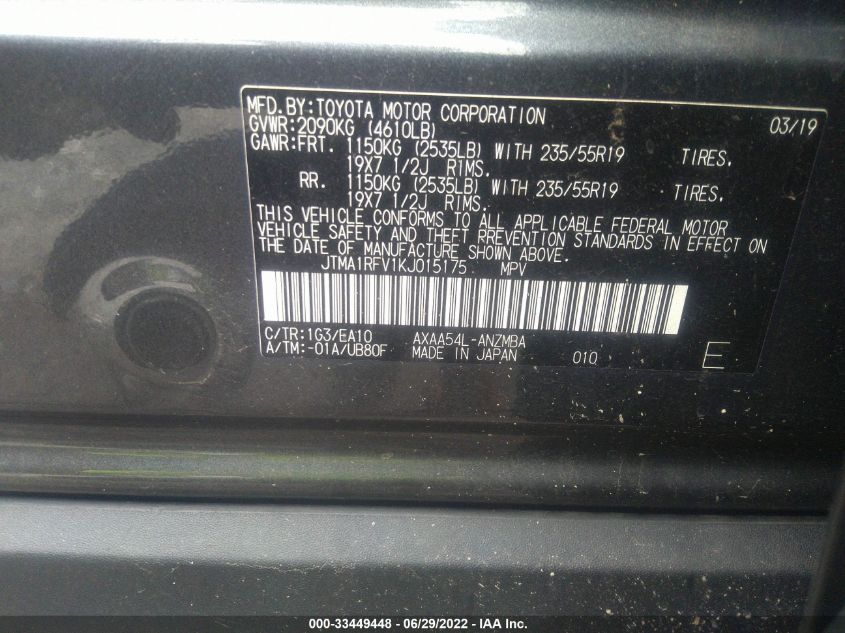 MFD.BY:TOYOTA MOTOR CORPORATION 03/19
GVWR:2090KG (4610LB)
GAWR:FRT. 1150KG (2535LB) WITH 235/55R19 TIRES,
19X7 1/2J RIMS.
RR. 1150KG (2535LB) WITH 235/55R19 TIRES,
19X7 1/2J RIMS.
THIS VEHICLE CONFORMS TO ALL APPLICABLE FEDERAL MOTOR
VEHICLE SAFETY AND THEFT PREVENTION STANDARDS IN EFFECT ON
THE DATE OF MANUFACTURE SHOWN ABOVE.
JTMA1RFV1KJ015175 MPV
C/TR:1G3/EA10 AXAA54L-ANZMBA
A/TM:-01A/UB80F MADE IN JAPAN 010 E
000-33449448 - 06/29/2022 - IAA Inc.